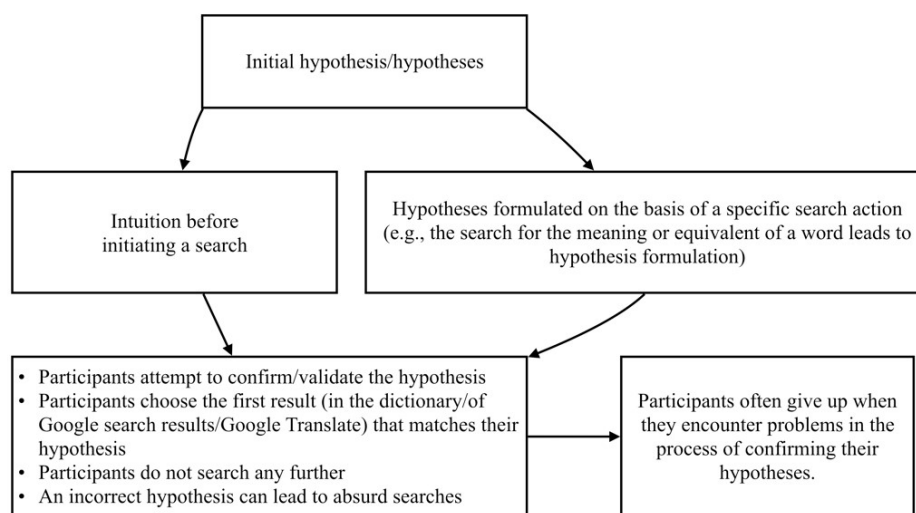 Initial hypothesis/hypotheses
Intuition before
initiating a search
Hypotheses formulated on the basis of a specific search action
(e.g., the search for the meaning or equivalent of a word leads to
hypothesis formulation)
• Participants attempt to confirm/validate the hypothesis
• Participants choose the first result (in the dictionary/of
Google search results/Google Translate) that matches their
hypothesis
• Participants do not search any further
• An incorrect hypothesis can lead to absurd searches
Participants often give up when
they encounter problems in the
process of confirming their
hypotheses.